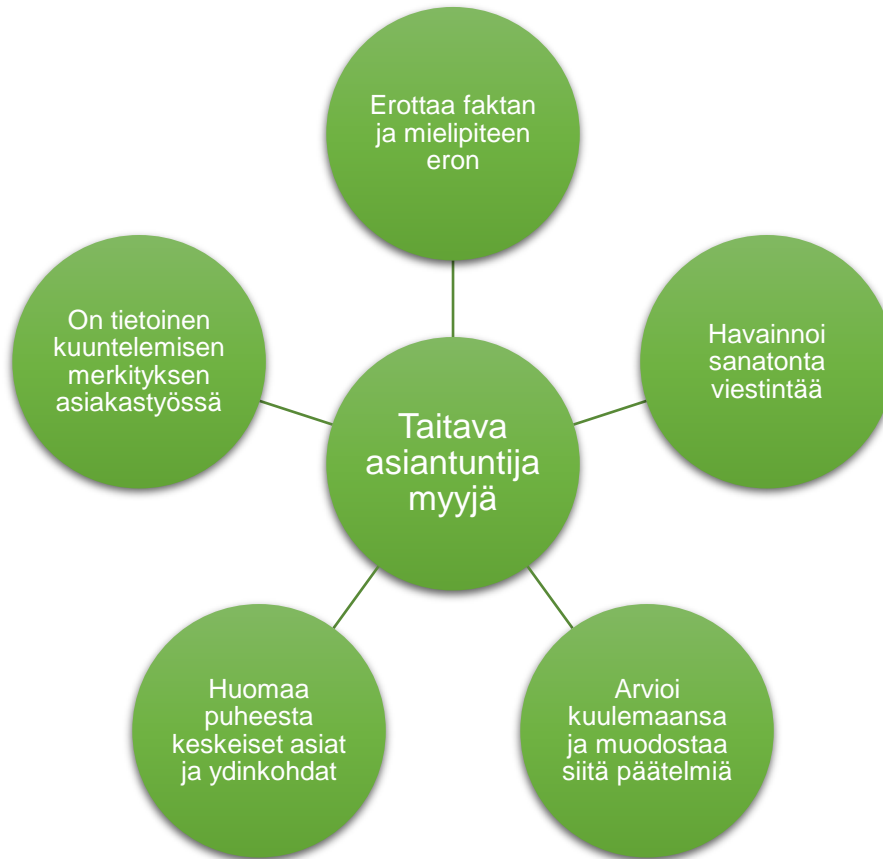 Erottaa faktan
ja mielipiteen
eron
Havainnoi
sanatonta
viestintää
Arvioi
kuulemaansa
ja muodostaa
siitä päätelmiä
Huomaa
puheesta
keskeiset asiat
ja ydinkohdat
On tietoinen
kuuntelemisen
merkityksen
asiakastyössä
Taitava
asiantuntija
myyjä